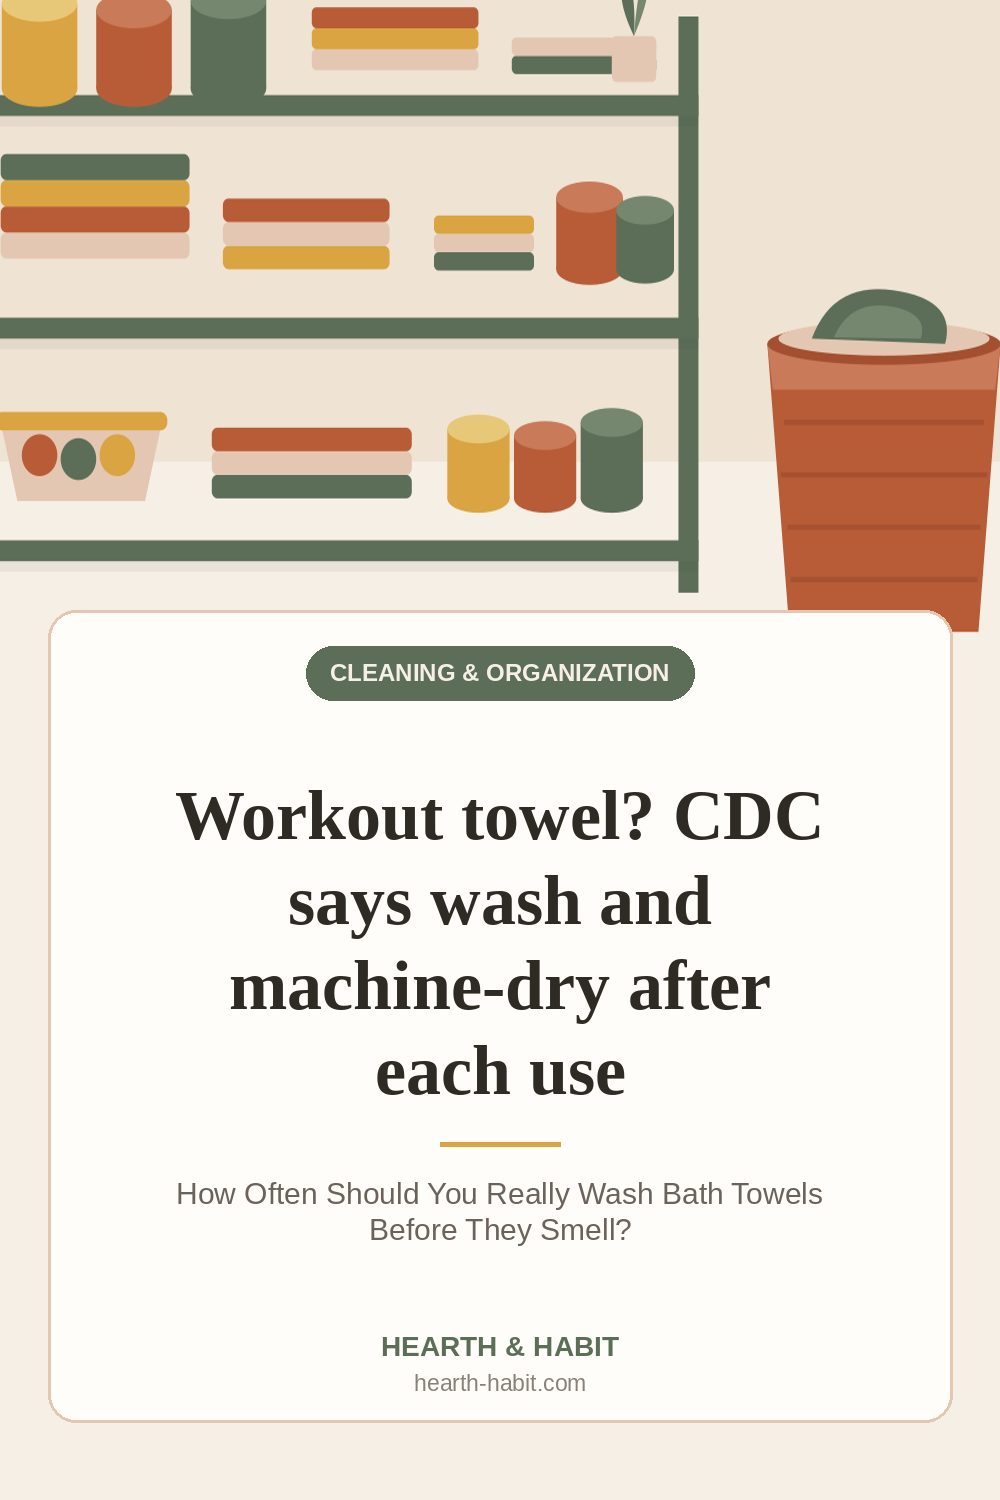 CLEANING & ORGANIZATION
Workout towel? CDC
says wash and
machine-dry after
each use
How Often Should You Really Wash Bath Towels
Before They Smell?
HEARTH & HABIT
hearth-habit.com